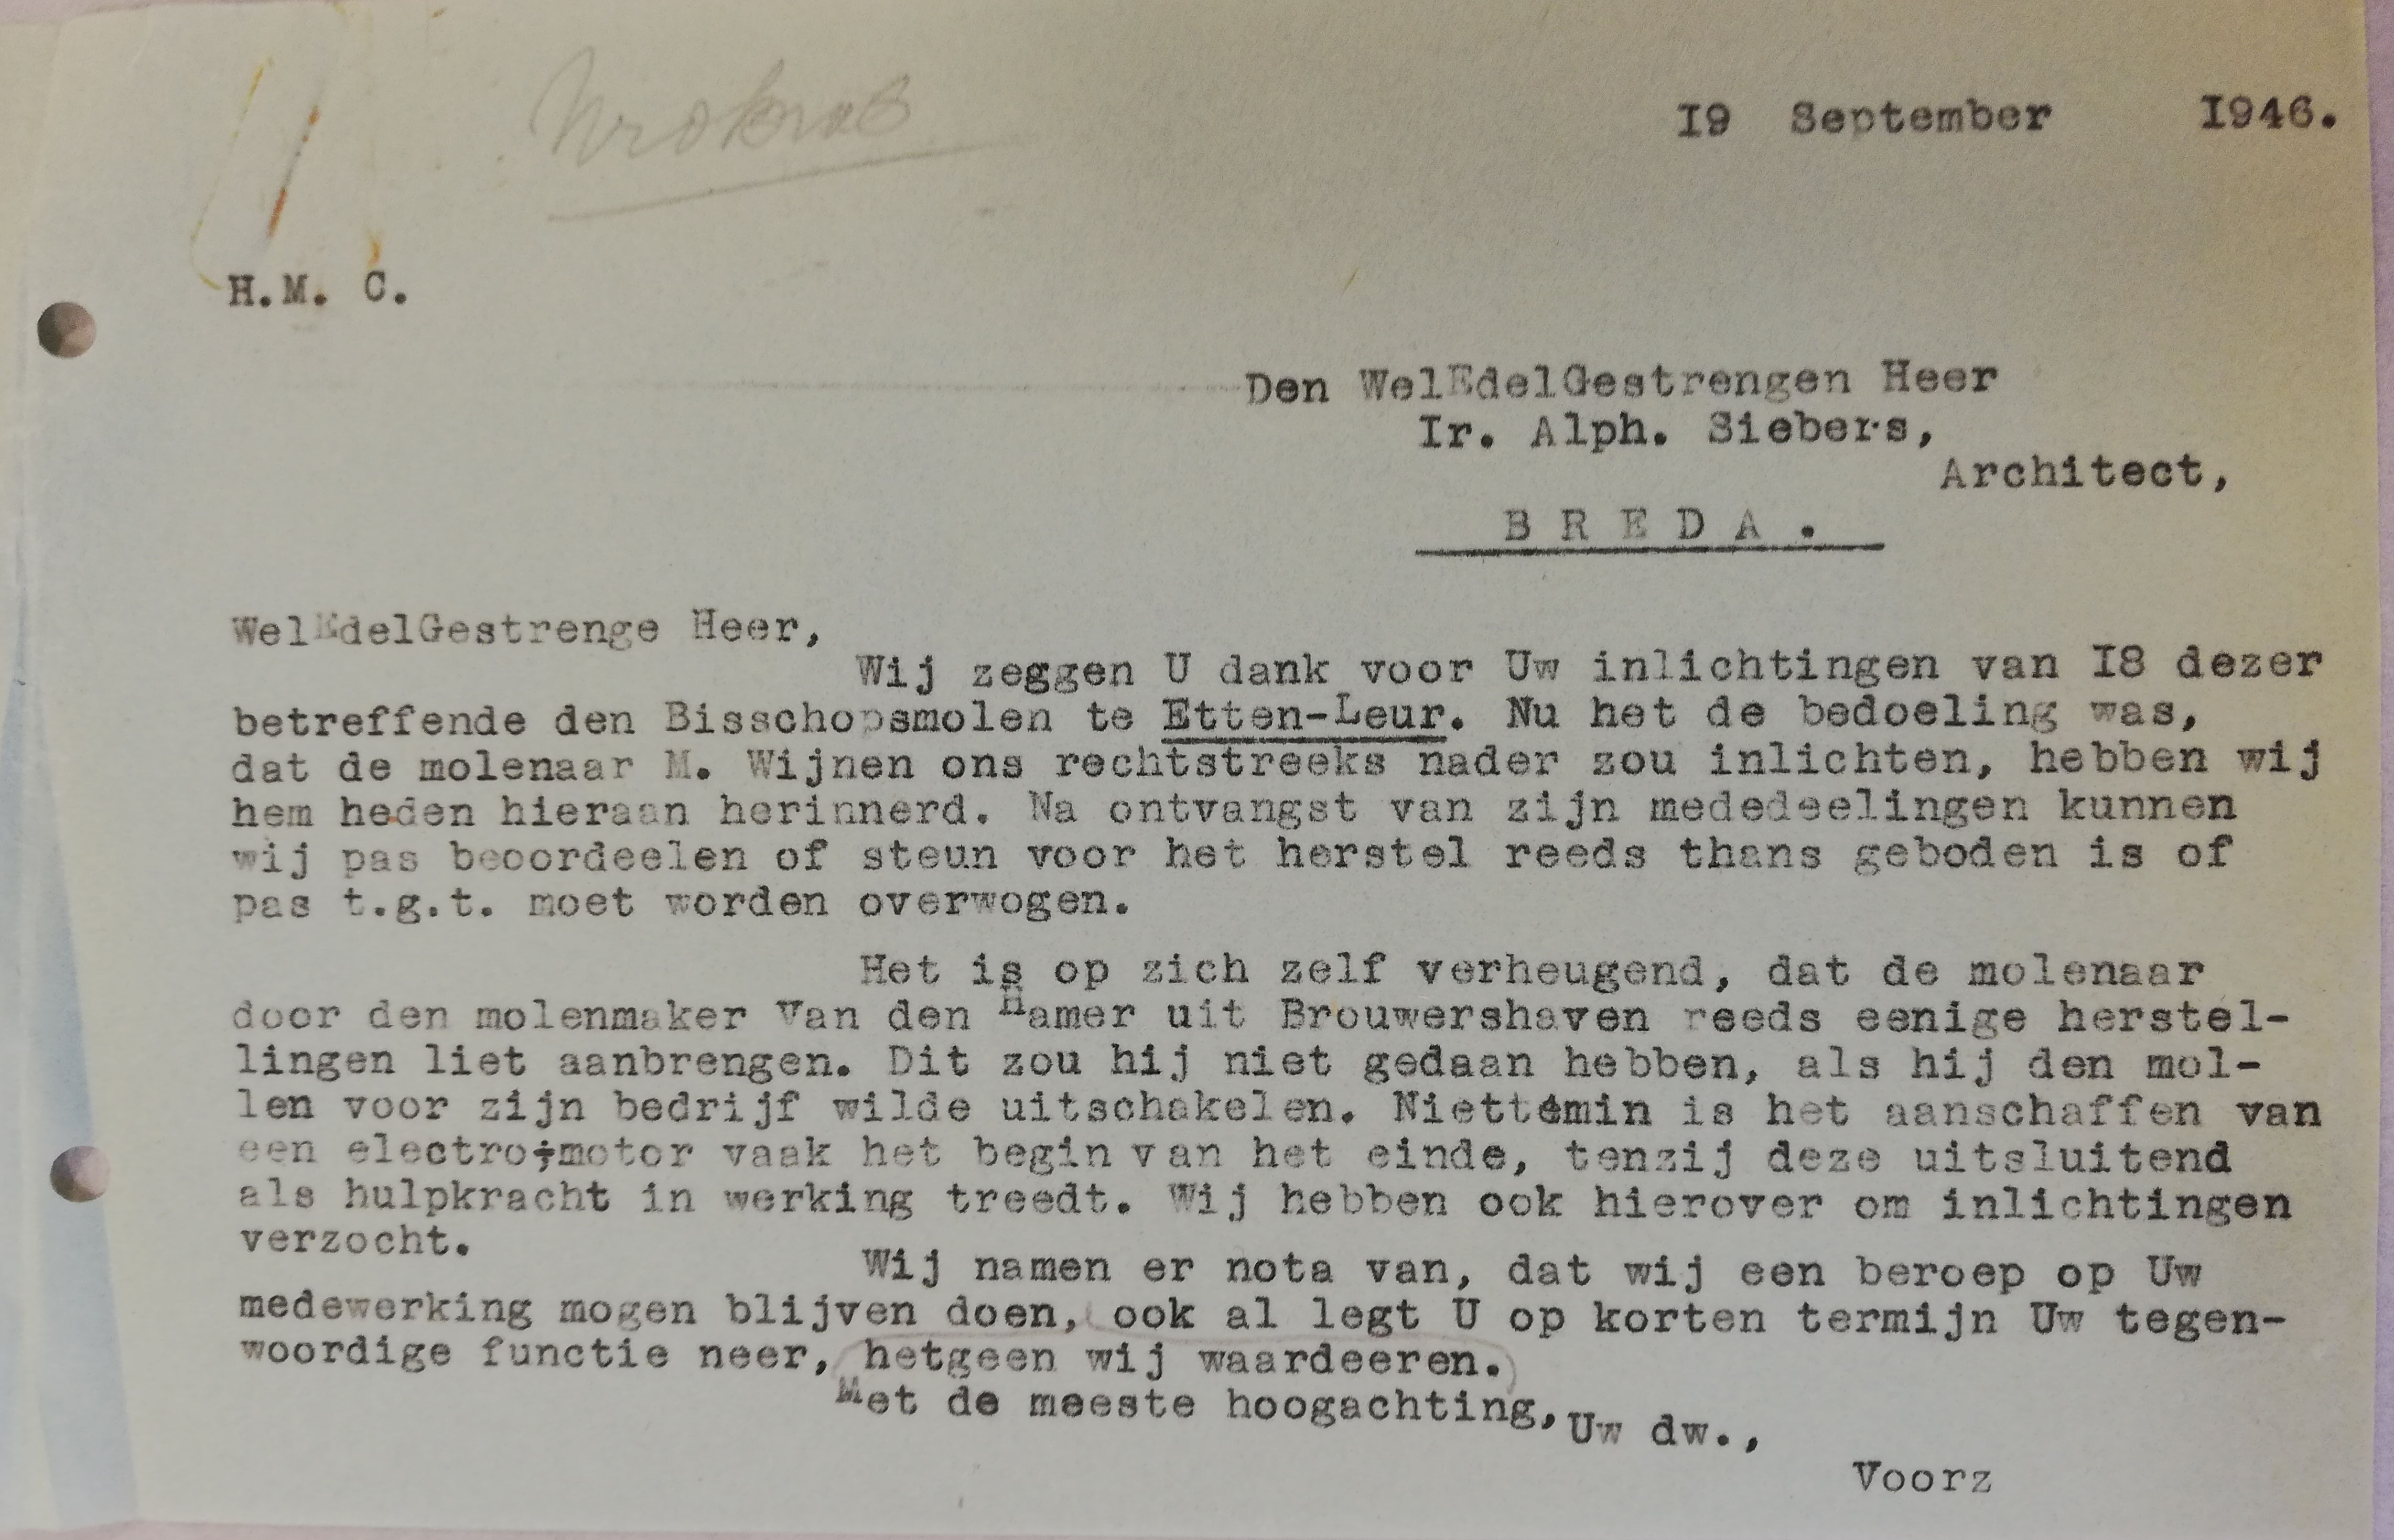 19 September 1946.
H.M. C.
Den WelEdelGestrengen Heer
Ir. Alph. Siebers,
Architect,
B R E D A .
WelEdelGestrenge Heer,
Wij zeggen U dank voor Uw inlichtingen van I8 dezer
betreffende den Bisschopsmolen te Etten-Leur. Nu het de bedoeling was,
dat de molenaar M. Wijnen ons rechtstreeks nader zou inlichten, hebben wij
hem heden hieraan herinnerd. Na ontvangst van zijn mededeelingen kunnen
wij pas beoordeelen of steun voor het herstel reeds thans geboden is of
pas t.g.t. moet worden overwogen.
Het is op zich zelf verheugend, dat de molenaar
door den molenmaker Van den Hamer uit Brouwershaven reeds eenige herstel-
lingen liet aanbrengen. Dit zou hij niet gedaan hebben, als hij den mol-
len voor zijn bedrijf wilde uitschakelen. Niettemin is het aanschaffen van
een electro-motor vaak het begin van het einde, tenzij deze uitsluitend
als hulpkracht in werking treedt. Wij hebben ook hierover om inlichtingen
verzocht.
Wij namen er nota van, dat wij een beroep op Uw
medewerking mogen blijven doen, ook al legt U op korten termijn Uw tegen-
woordige functie neer, hetgeen wij waardeeren.
Met de meeste hoogachting,
Uw dw.,
Voorz